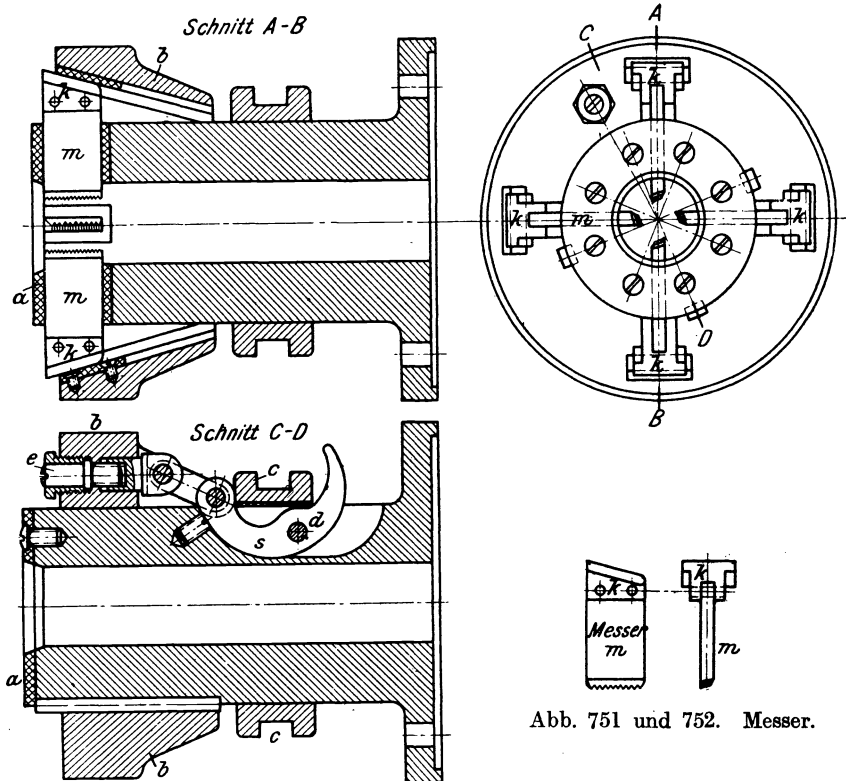 Schnitt A-B
b
k
m
a
m
k
A
C
k
k
m
k
k
D
B
b
Schnitt C-D
e
c
d
s
a
c
b
k
Messer
m
k
m
Abb. 751 und 752. Messer.